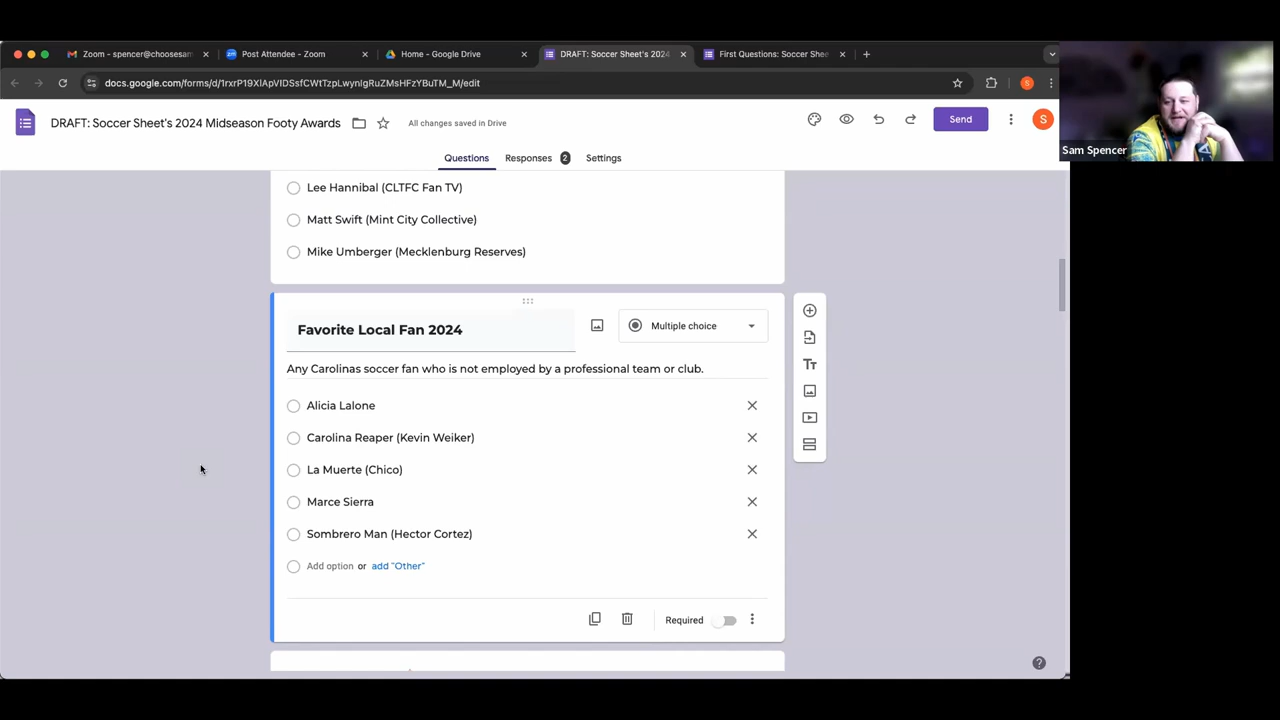 Zoom - spencer@choosesam
Post Attendee - Zoom
Home - Google Drive
DRAFT: Soccer Sheet's 2024
First Questions: Soccer Shee
docs.google.com/forms/d/1rxrP19XlApVIDSsfCWtTzpLwynIgRuZMsHFzYBuTM_M/edit
S
DRAFT: Soccer Sheet's 2024 Midseason Footy Awards
All changes saved in Drive
Send
S
Sam Spencer
Questions
Responses 2
Settings
Lee Hannibal (CLTFC Fan TV)
Matt Swift (Mint City Collective)
Mike Umberger (Mecklenburg Reserves)
Favorite Local Fan 2024
Multiple choice
Any Carolinas soccer fan who is not employed by a professional team or club.
Alicia Lalone
Carolina Reaper (Kevin Weiker)
La Muerte (Chico)
Marce Sierra
Sombrero Man (Hector Cortez)
Add option or add "Other"
Required